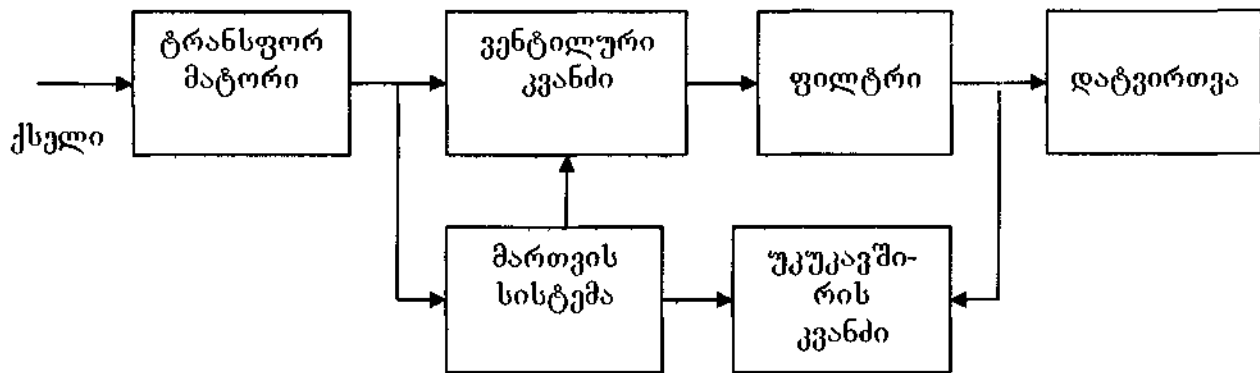 ტრანსფორ
მატორი
ვენტილური
კვანძი
ფილტრი
დატვირთვა
ქსელი
მართვის
სისტემა
უკუკავში-
რის
კვანძი